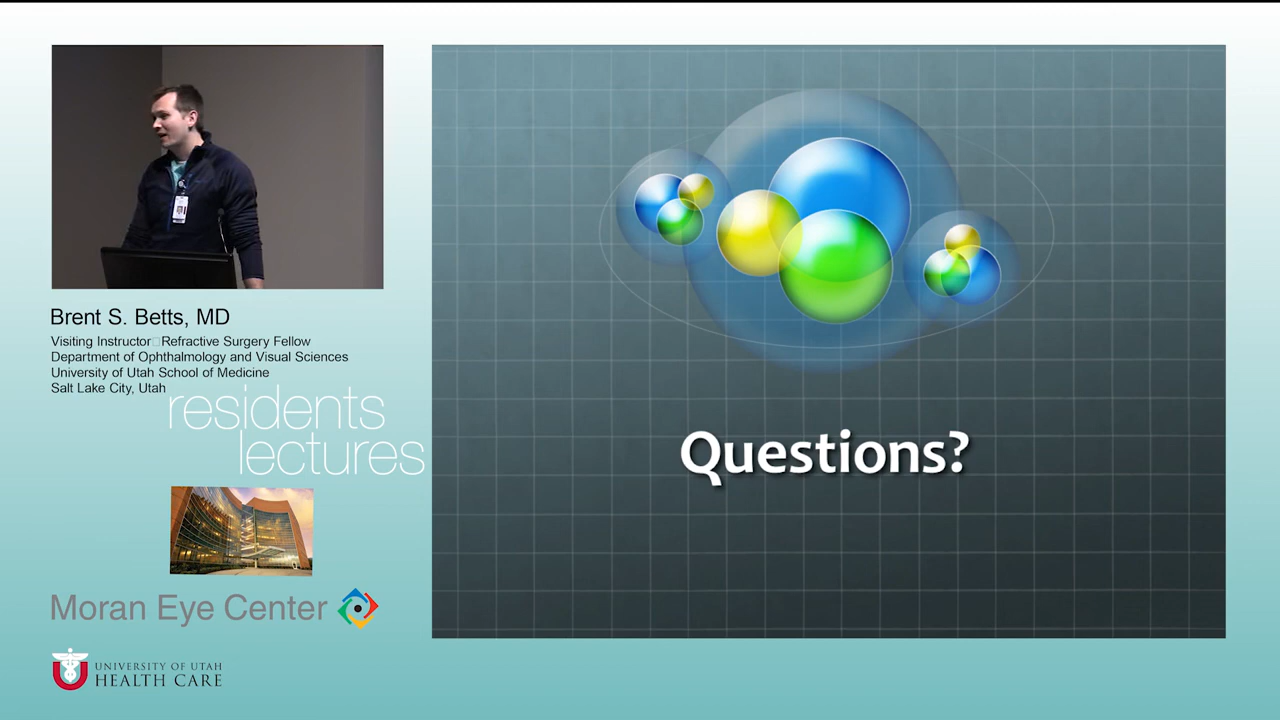 Brent S. Betts, MD
Visiting Instructor□Refractive Surgery Fellow
Department of Ophthalmology and Visual Sciences
University of Utah School of Medicine
Salt Lake City, Utah
residents
lectures
Moran Eye Center
UNIVERSITY OF UTAH
HEALTH CARE
Questions?